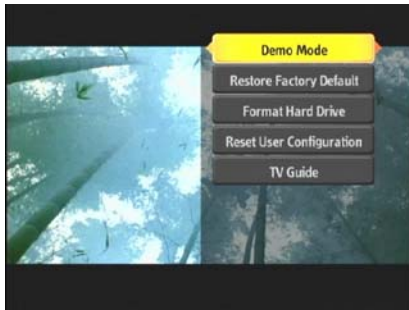 Demo Mode
Restore Factory Default
Format Hard Drive
Reset User Configuration
TV Guide